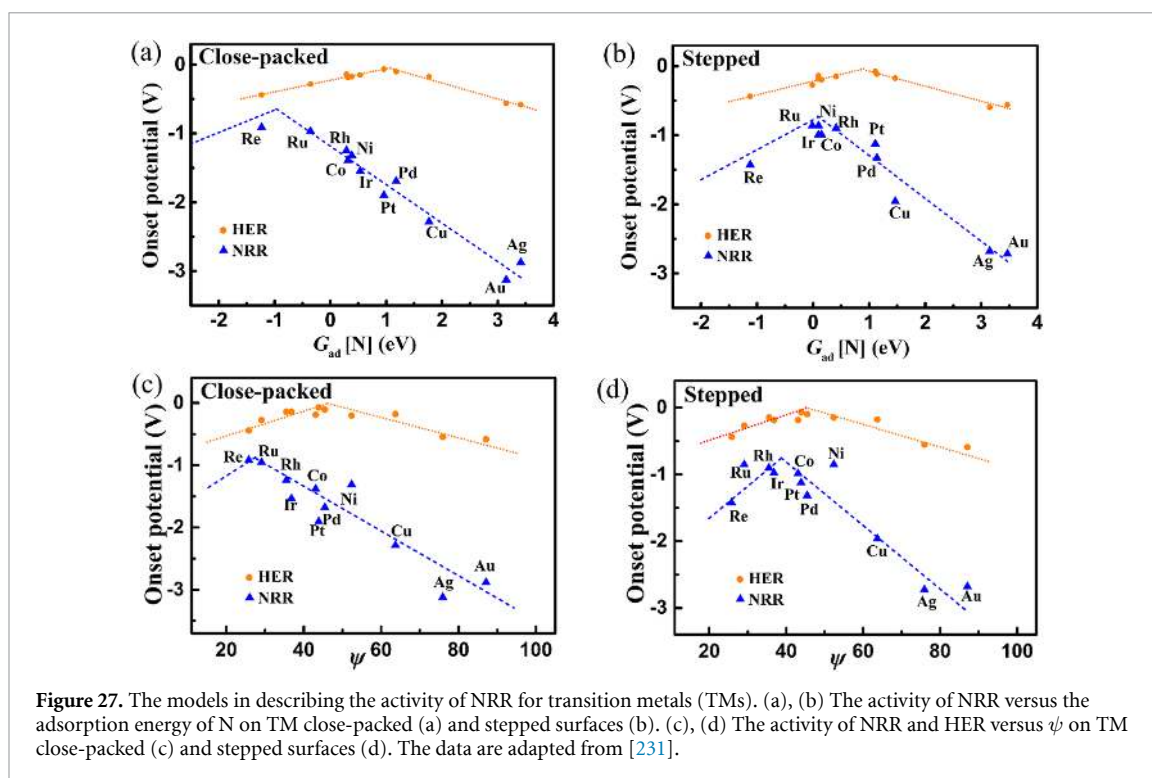 (a)
Close-packed
Onset potential (V)
0
-1
-2
-3
Re
Ru
Rh
Ni
Co
Ir
Pd
Pt
Cu
Ag
Au
HER
NRR
-2 -1 0 1 2 3 4
G_ad [N] (eV)
(b)
Stepped
Onset potential (V)
0
-1
-2
-3
Ru
Ni
Rh
Ir
Co
Pt
Pd
Re
Cu
Ag
Au
HER
NRR
-2 -1 0 1 2 3 4
G_ad [N] (eV)
(c)
Close-packed
Onset potential (V)
0
-1
-2
-3
Re
Ru
Rh
Ir
Co
Ni
Pt
Pd
Cu
Ag
Au
HER
NRR
20 40 60 80 100
ψ
(d)
Stepped
Onset potential (V)
0
-1
-2
-3
Ru
Rh
Co
Ni
Ir
Pt
Pd
Re
Cu
Ag
Au
HER
NRR
20 40 60 80 100
ψ
Figure 27. The models in describing the activity of NRR for transition metals (TMs). (a), (b) The activity of NRR versus the
adsorption energy of N on TM close-packed (a) and stepped surfaces (b). (c), (d) The activity of NRR and HER versus ψ on TM
close-packed (c) and stepped surfaces (d). The data are adapted from [231].